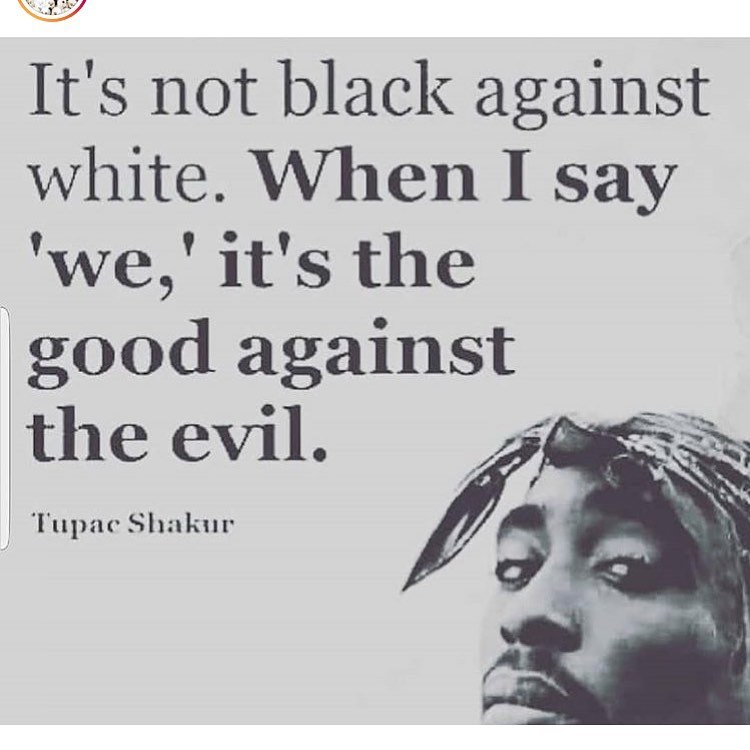 It's not black against
white. When I say
'we,' it's the
good against
the evil.
Tupac Shakur